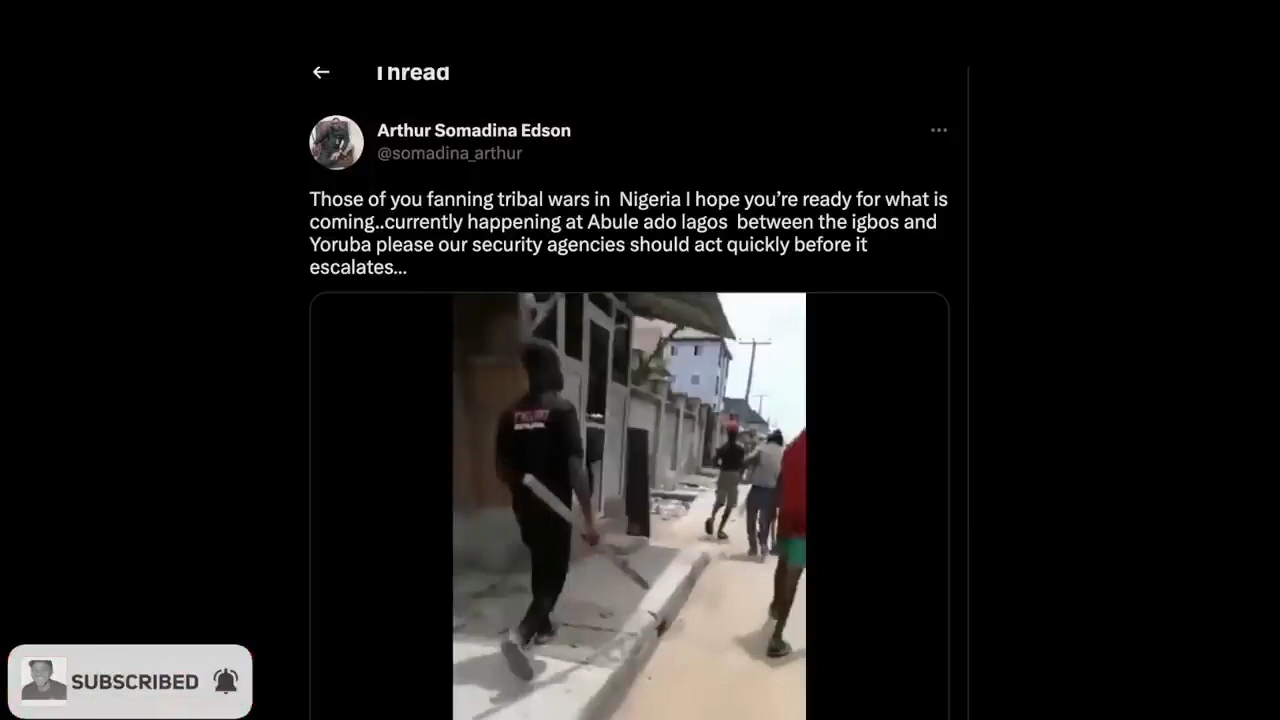 Thread
Arthur Somadina Edson
@somadina_arthur
Those of you fanning tribal wars in  Nigeria I hope you’re ready for what is
coming..currently happening at Abule ado lagos  between the igbos and
Yoruba please our security agencies should act quickly before it
escalates...
SUBSCRIBED